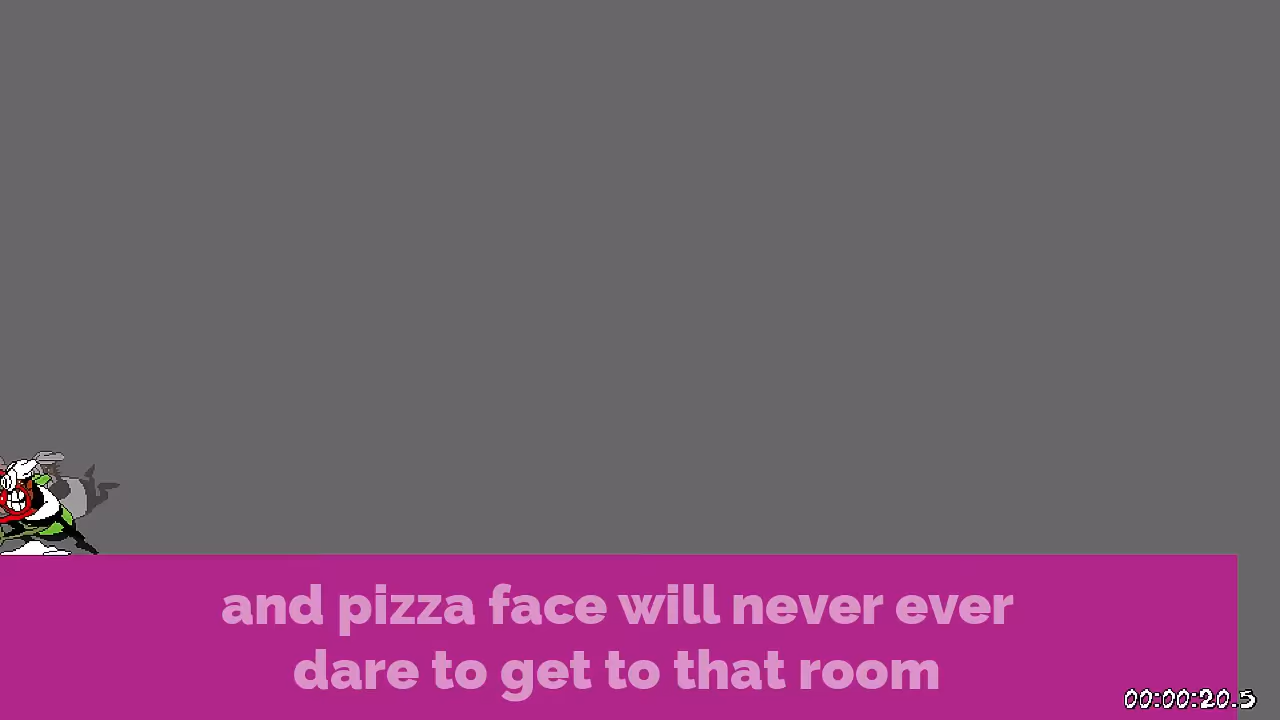 and pizza face will never ever
dare to get to that room
00:00:20.5